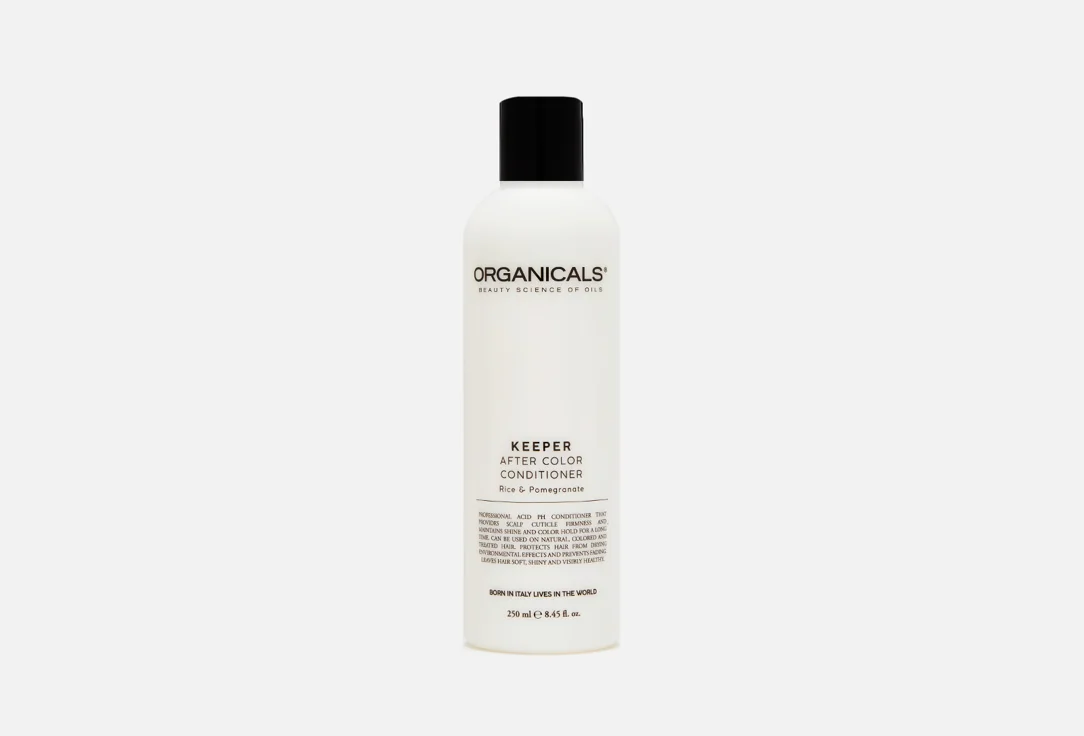 ORGANICALS®
BEAUTY SCIENCE OF OILS
KEEPER
AFTER COLOR
CONDITIONER
Rice & Pomegranate
PROFESSIONAL ACID PH CONDITIONER THAT
PROVIDES SCALP CUTICLE FIRMNESS AND
MAINTAINS SHINE AND COLOR HOLD FOR A LONG
TIME. CAN BE USED ON NATURAL, COLORED AND
TREATED HAIR. PROTECTS HAIR FROM DRYING
ENVIRONMENTAL EFFECTS AND PREVENTS FADING.
LEAVES HAIR SOFT, SHINY AND VISIBLY HEALTHY.
BORN IN ITALY LIVES IN THE WORLD
250 ml ℮ 8.45 fl. oz.